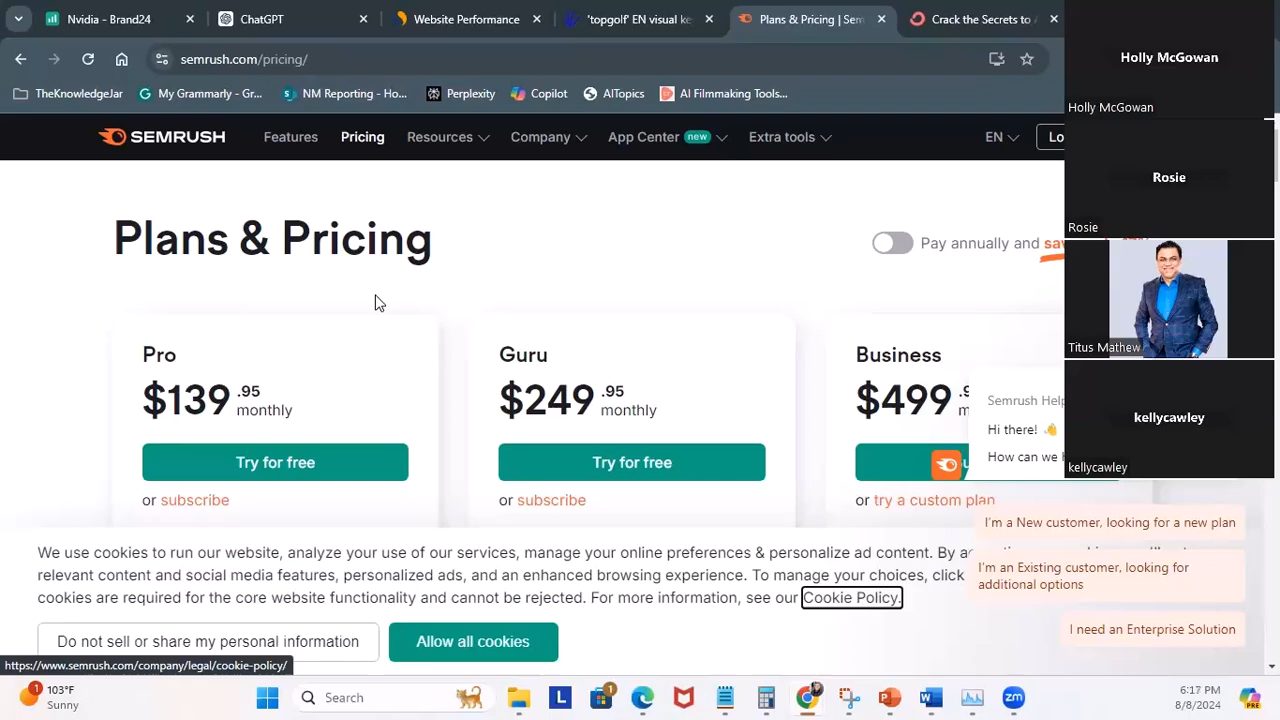 Nvidia - Brand24
ChatGPT
Website Performance
'topgolf' EN visual ke
Plans & Pricing | Sem
Crack the Secrets to
semrush.com/pricing/
TheKnowledgeJar
My Grammarly - Gr...
NM Reporting - Ho...
Perplexity
Copilot
AITopics
AI Filmmaking Tools...
SEMRUSH
Features
Pricing
Resources
Company
App Center new
Extra tools
EN
Lo
Plans & Pricing
Pay annually and
Pro
$139.95 monthly
Try for free
or subscribe
Guru
$249.95 monthly
Try for free
or subscribe
Business
$499
or try a custom plan
Semrush Help
Hi there! 👋
How can we
I'm a New customer, looking for a new plan
I'm an Existing customer, looking for
additional options
I need an Enterprise Solution
We use cookies to run our website, analyze your use of our services, manage your online preferences & personalize ad content. By
relevant content and social media features, personalized ads, and an enhanced browsing experience. To manage your choices, click
cookies are required for the core website functionality and cannot be rejected. For more information, see our Cookie Policy.
Do not sell or share my personal information
Allow all cookies
https://www.semrush.com/company/legal/cookie-policy/
Holly McGowan
Holly McGowan
Rosie
Rosie
Titus Mathew
kellycawley
kellycawley
1
103°F
Sunny
Search
1
6:17 PM
8/8/2024
PRE